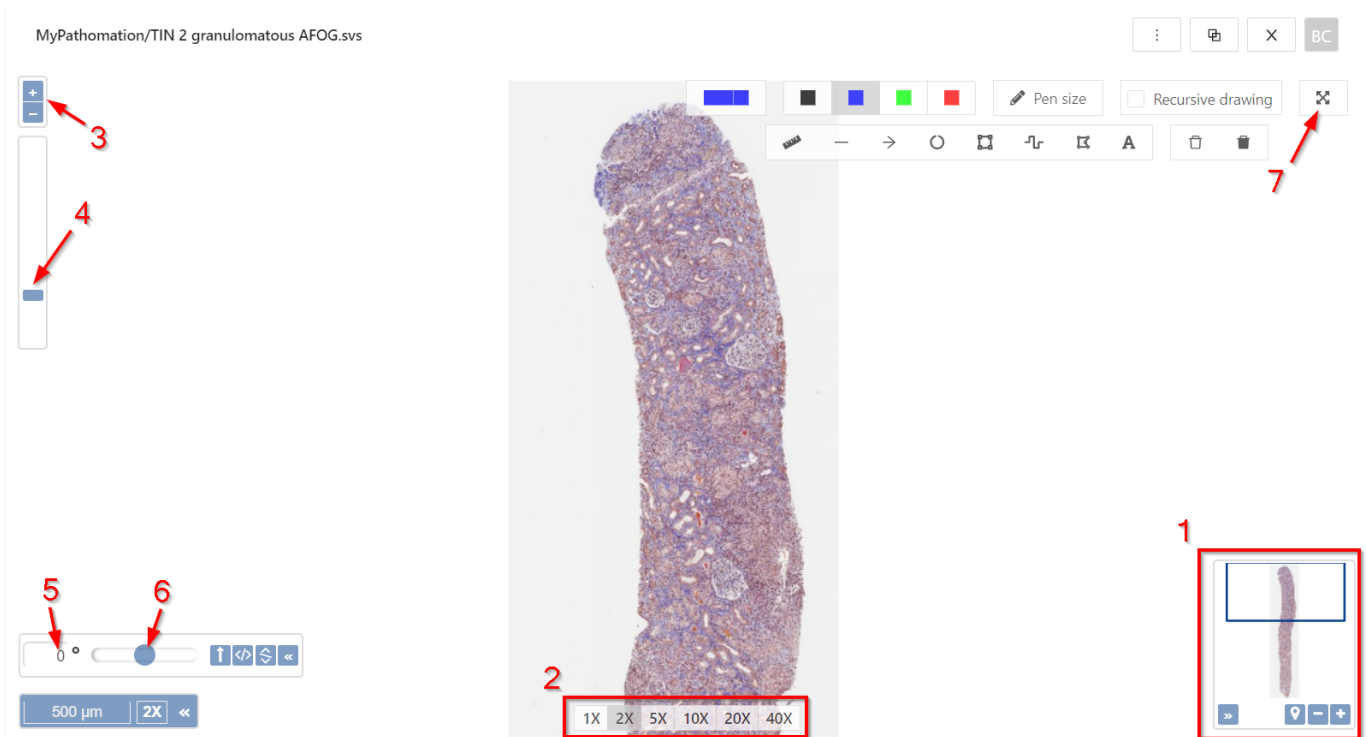 MyPathomation/TIN 2 granulomatous AFOG.svs
BC
Pen size
Recursive drawing
A
3
7
4
1
5
6
0 °
2
500 µm 2X «
1X 2X 5X 10X 20X 40X